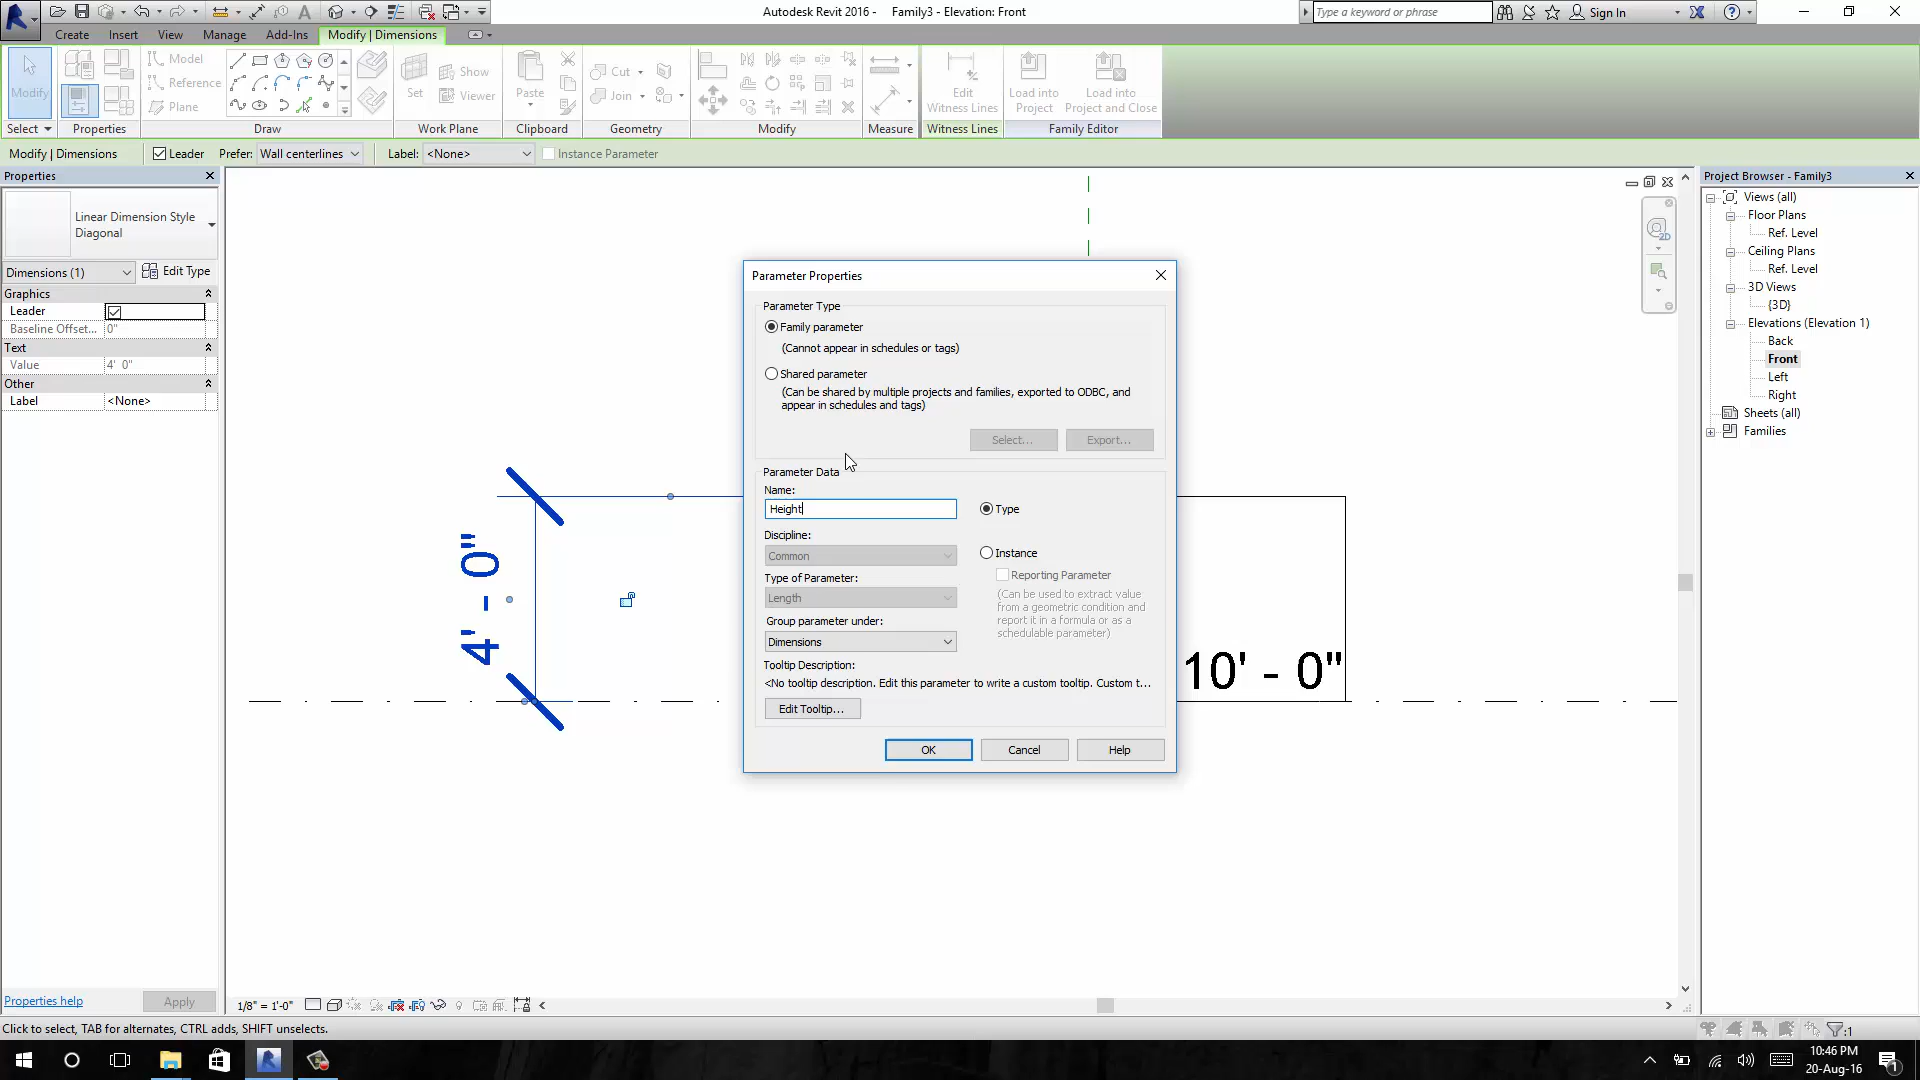 Autodesk Revit 2016 - Family3 - Elevation: Front
Type a keyword or phrase
Sign In
Create Insert View Manage Add-Ins Modify | Dimensions
Modify
Model
Reference
Plane
Set
Show
Viewer
Paste
Cut
Join
Edit
Witness Lines
Load into
Project
Load into
Project and Close
Select Properties Draw Work Plane Clipboard Geometry Modify Measure Witness Lines Family Editor
Modify | Dimensions Leader Prefer: Wall centerlines Label: <None> Instance Parameter
Properties
Linear Dimension Style
Diagonal
Dimensions (1) Edit Type
Graphics
Leader
Baseline Offset... 0"
Text
Value 4' 0"
Other
Label <None>
Properties help Apply
4' - 0"
10' - 0"
2D
Parameter Properties
Parameter Type
Family parameter
(Cannot appear in schedules or tags)
Shared parameter
(Can be shared by multiple projects and families, exported to ODBC, and
appear in schedules and tags)
Select... Export...
Parameter Data
Name:
Height
Type
Discipline:
Common
Instance
Reporting Parameter
Type of Parameter:
Length
(Can be used to extract value
from a geometric condition and
report it in a formula or as a
schedulable parameter)
Group parameter under:
Dimensions
Tooltip Description:
<No tooltip description. Edit this parameter to write a custom tooltip. Custom t...
Edit Tooltip...
OK Cancel Help
Project Browser - Family3
Views (all)
Floor Plans
Ref. Level
Ceiling Plans
Ref. Level
3D Views
{3D}
Elevations (Elevation 1)
Back
Front
Left
Right
Sheets (all)
Families
1/8" = 1'-0"
Click to select, TAB for alternates, CTRL adds, SHIFT unselects.
:1
10:46 PM
20-Aug-16
1